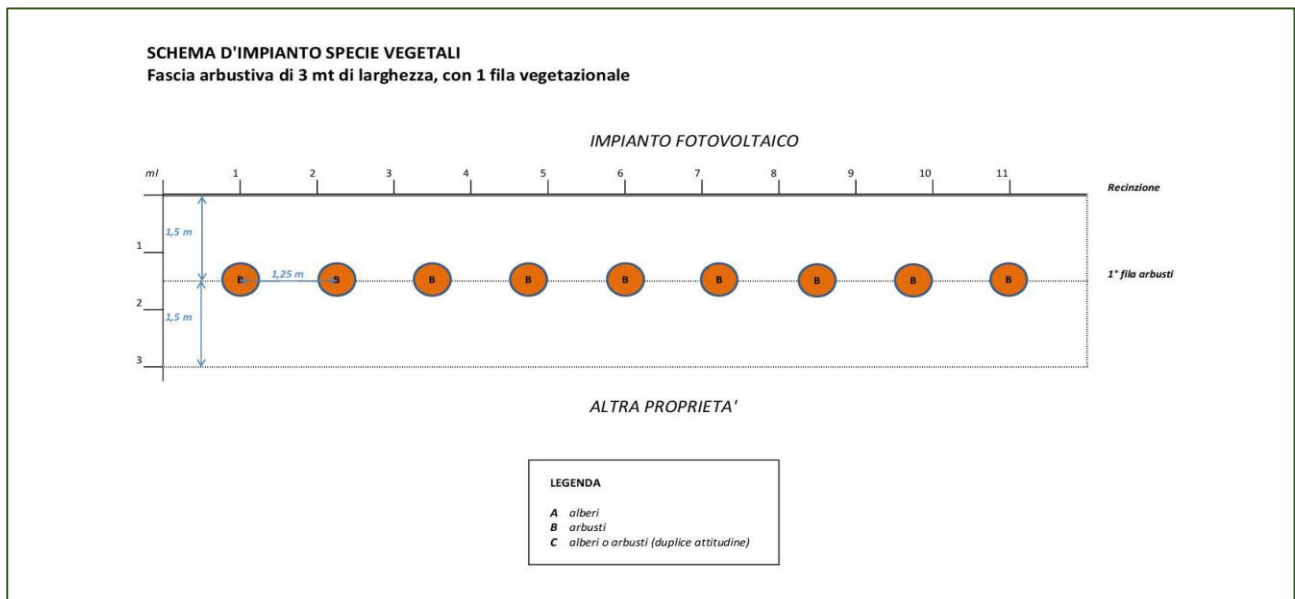 SCHEMA D'IMPIANTO SPECIE VEGETALI
Fascia arbustiva di 3 mt di larghezza, con 1 fila vegetazionale
IMPIANTO FOTOVOLTAICO
ml 1 2 3 4 5 6 7 8 9 10 11
Recinzione
1,5 m
1
B 1,25 m B B B B B B B B
1° fila arbusti
2
1,5 m
3
ALTRA PROPRIETA'
LEGENDA
A alberi
B arbusti
C alberi o arbusti (duplice attitudine)